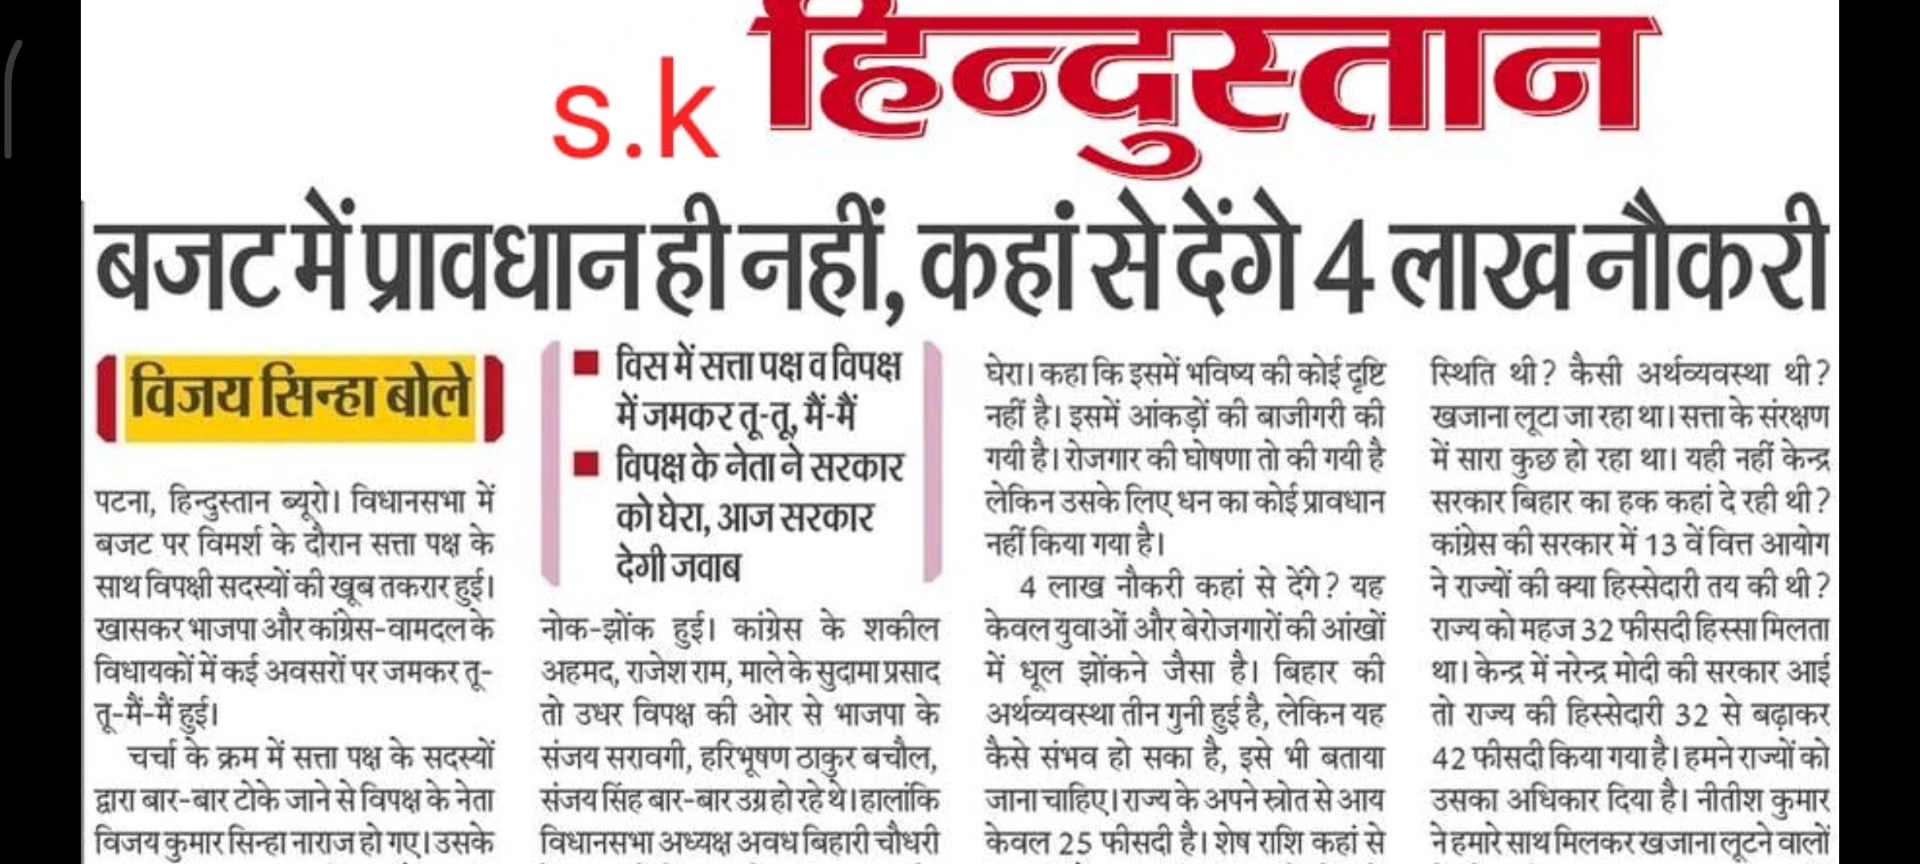 हिन्दुस्तान
s.k
बजट में प्रावधान ही नहीं, कहां से देंगे 4 लाख नौकरी
विजय सिन्हा बोले
पटना, हिन्दुस्तान ब्यूरो। विधानसभा में
बजट पर विमर्श के दौरान सत्ता पक्ष के
साथ विपक्षी सदस्यों की खूब तकरार हुई।
खासकर भाजपा और कांग्रेस-वामदल के
विधायकों में कई अवसरों पर जमकर तू-
तू-मैं-मैं हुई।
चर्चा के क्रम में सत्ता पक्ष के सदस्यों
द्वारा बार-बार टोके जाने से विपक्ष के नेता
विजय कुमार सिन्हा नाराज हो गए। उसके
विस में सत्ता पक्ष व विपक्ष
में जमकर तू-तू, मैं-मैं
विपक्ष के नेता ने सरकार
को घेरा, आज सरकार
देगी जवाब
नोक-झोंक हुई। कांग्रेस के शकील
अहमद, राजेश राम, माले के सुदामा प्रसाद
तो उधर विपक्ष की ओर से भाजपा के
संजय सरावगी, हरिभूषण ठाकुर बचौल,
संजय सिंह बार-बार उग्र हो रहे थे। हालांकि
विधानसभा अध्यक्ष अवध बिहारी चौधरी
घेरा। कहा कि इसमें भविष्य की कोई दृष्टि
नहीं है। इसमें आंकड़ों की बाजीगरी की
गयी है। रोजगार की घोषणा तो की गयी है
लेकिन उसके लिए धन का कोई प्रावधान
नहीं किया गया है।
4 लाख नौकरी कहां से देंगे? यह
केवल युवाओं और बेरोजगारों की आंखों
में धूल झोंकने जैसा है। बिहार की
अर्थव्यवस्था तीन गुनी हुई है, लेकिन यह
कैसे संभव हो सका है, इसे भी बताया
जाना चाहिए। राज्य के अपने स्रोत से आय
केवल 25 फीसदी है। शेष राशि कहां से
स्थिति थी? कैसी अर्थव्यवस्था थी?
खजाना लूटा जा रहा था। सत्ता के संरक्षण
में सारा कुछ हो रहा था। यही नहीं केन्द्र
सरकार बिहार का हक कहां दे रही थी?
कांग्रेस की सरकार में 13 वें वित्त आयोग
ने राज्यों की क्या हिस्सेदारी तय की थी?
राज्य को महज 32 फीसदी हिस्सा मिलता
था। केन्द्र में नरेन्द्र मोदी की सरकार आई
तो राज्य की हिस्सेदारी 32 से बढ़ाकर
42 फीसदी किया गया है। हमने राज्यों को
उसका अधिकार दिया है। नीतीश कुमार
ने हमारे साथ मिलकर खजाना लूटने वालों